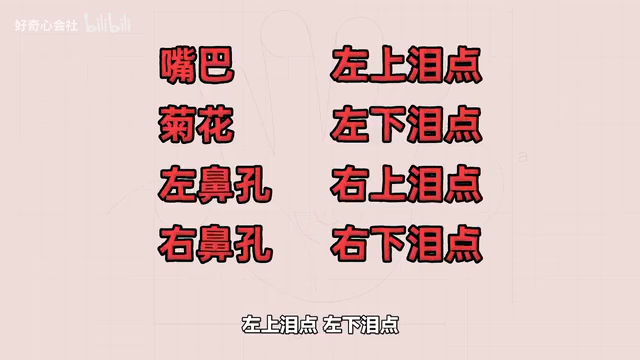 好奇心会社 bilibili
嘴巴 左上泪点
菊花 左下泪点
左鼻孔 右上泪点
右鼻孔 右下泪点
a
左上泪点 左下泪点